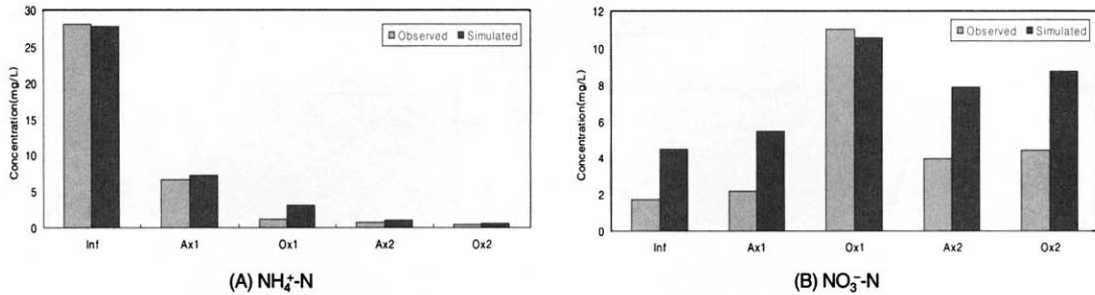 30
25
20
15
10
5
0
Concentration(mg/L)
Observed Simulated
Inf Ax1 Ox1 Ax2 Ox2
(A) NH₄⁺-N
12
10
8
6
4
2
0
Concentration(mg/L)
Observed Simulated
Inf Ax1 Ox1 Ax2 Ox2
(B) NO₃⁻-N